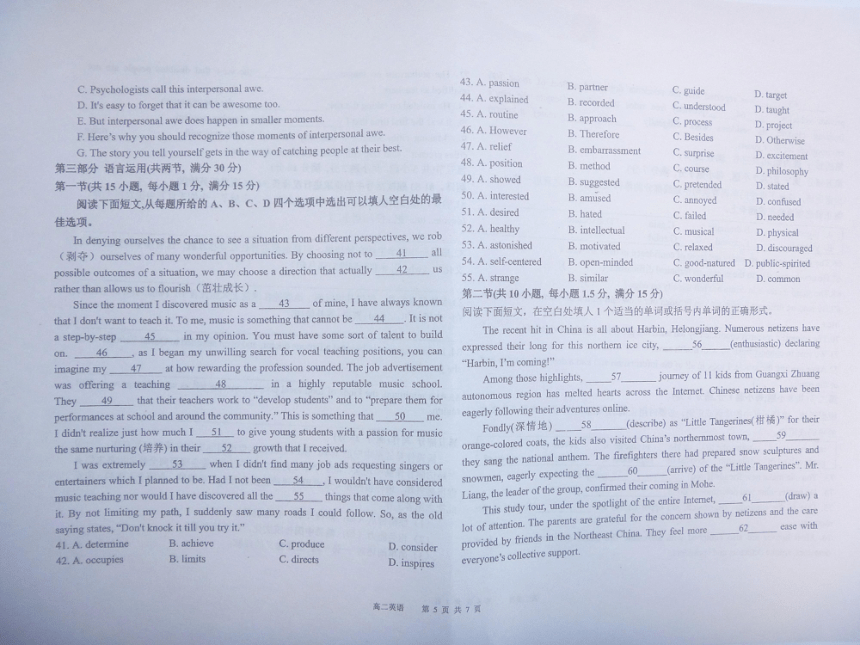 C. Psychologists call this interpersonal awe.
D. It's easy to forget that it can be awesome too.
E. But interpersonal awe does happen in smaller moments.
F. Here's why you should recognize those moments of interpersonal awe.
G. The story you tell yourself gets in the way of catching people at their best.
第三部分 语言运用(共两节, 满分 30 分)
第一节(共 15 小题, 每小题 1 分, 满分 15 分)
阅读下面短文,从每题所给的 A、B、C、D 四个选项中选出可以填入空白处的最
佳选项。
In denying ourselves the chance to see a situation from different perspectives, we rob
(剥夺) ourselves of many wonderful opportunities. By choosing not to 41 all
possible outcomes of a situation, we may choose a direction that actually 42 us
rather than allows us to flourish (茁壮成长).
Since the moment I discovered music as a 43 of mine, I have always known
that I don't want to teach it. To me, music is something that cannot be 44 . It is not
a step-by-step 45 in my opinion. You must have some sort of talent to build
on. 46 , as I began my unwilling search for vocal teaching positions, you can
imagine my 47 at how rewarding the profession sounded. The job advertisement
was offering a teaching 48 in a highly reputable music school.
They 49 that their teachers work to "develop students" and to "prepare them for
performances at school and around the community." This is something that 50 me.
I didn't realize just how much I 51 to give young students with a passion for music
the same nurturing (培养) in their 52 growth that I received.
I was extremely 53 when I didn't find many job ads requesting singers or
entertainers which I planned to be. Had I not been 54 , I wouldn't have considered
music teaching nor would I have discovered all the 55 things that come along with
it. By not limiting my path, I suddenly saw many roads I could follow. So, as the old
saying states, "Don't knock it till you try it."
41. A. determine B. achieve C. produce D. consider
42. A. occupies B. limits C. directs D. inspires
43. A. passion B. partner C. guide D. target
44. A. explained B. recorded C. understood D. taught
45. A. routine B. approach C. process D. project
46. A. However B. Therefore C. Besides D. Otherwise
47. A. relief B. embarrassment C. surprise D. excitement
48. A. position B. method C. course D. philosophy
49. A. showed B. suggested C. pretended D. stated
50. A. interested B. amused C. annoyed D. confused
51. A. desired B. hated C. failed D. needed
52. A. healthy B. intellectual C. musical D. physical
53. A. astonished B. motivated C. relaxed D. discouraged
54. A. self-centered B. open-minded C. good-natured D. public-spirited
55. A. strange B. similar C. wonderful D. common
第二节(共 10 小题, 每小题 1.5 分, 满分 15 分)
阅读下面短文，在空白处填入 1 个适当的单词或括号内单词的正确形式。
The recent hit in China is all about Harbin, Helongjiang. Numerous netizens have
expressed their long for this northern ice city, 56 (enthusiastic) declaring
"Harbin, I'm coming!"
Among those highlights, 57 journey of 11 kids from Guangxi Zhuang
autonomous region has melted hearts across the Internet. Chinese netizens have been
eagerly following their adventures online.
Fondly(深情地) 58 (describe) as "Little Tangerines(柑橘)" for their
orange-colored coats, the kids also visited China's northernmost town, 59
they sang the national anthem. The firefighters there had prepared snow sculptures and
snowmen, eagerly expecting the 60 (arrive) of the "Little Tangerines". Mr.
Liang, the leader of the group, confirmed their coming in Mohe.
This study tour, under the spotlight of the entire Internet, 61 (draw) a
lot of attention. The parents are grateful for the concern shown by netizens and the care
provided by friends in the Northeast China. They feel more 62 ease with
everyone's collective support.
高二英语 第 5 页 共 7 页